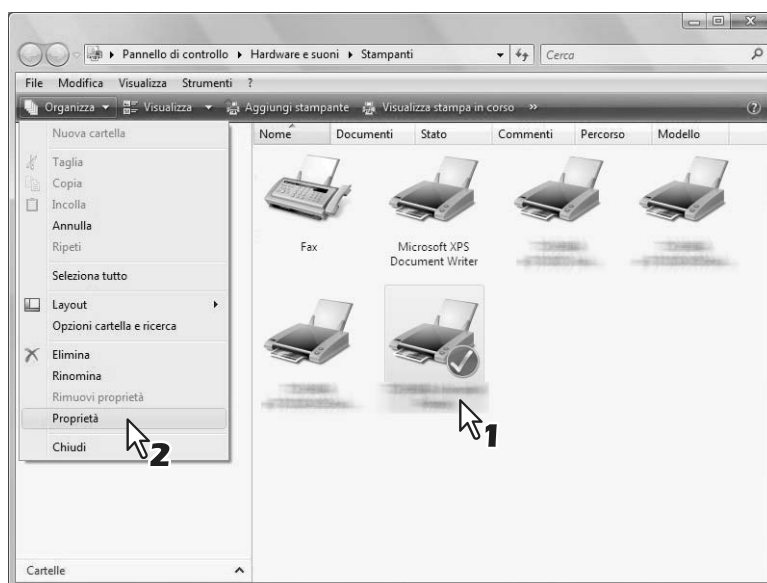 Pannello di controllo ▸ Hardware e suoni ▸ Stampanti
Cerca
File Modifica Visualizza Strumenti ?
Organizza Visualizza Aggiungi stampante Visualizza stampa in corso »
Nuova cartella
Taglia
Copia
Incolla
Annulla
Ripeti
Seleziona tutto
Layout
Opzioni cartella e ricerca
Elimina
Rinomina
Rimuovi proprietà
Proprietà
Chiudi
2
Nome Documenti Stato Commenti Percorso Modello
Fax
Microsoft XPS
Document Writer
1
Cartelle